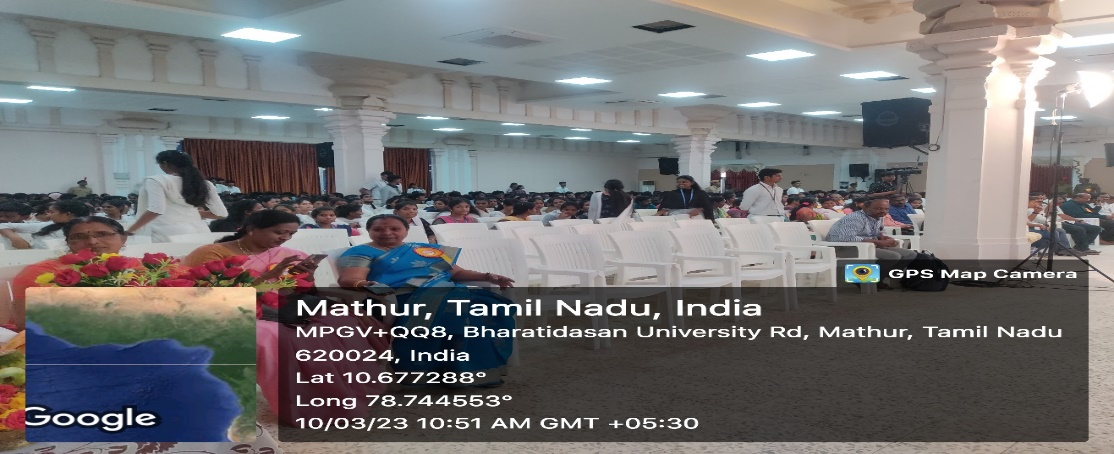 GPS Map Camera
Mathur, Tamil Nadu, India
MPGV+QQ8, Bharatidasan University Rd, Mathur, Tamil Nadu
620024, India
Lat 10.677288°
Long 78.744553°
10/03/23 10:51 AM GMT +05:30
Google